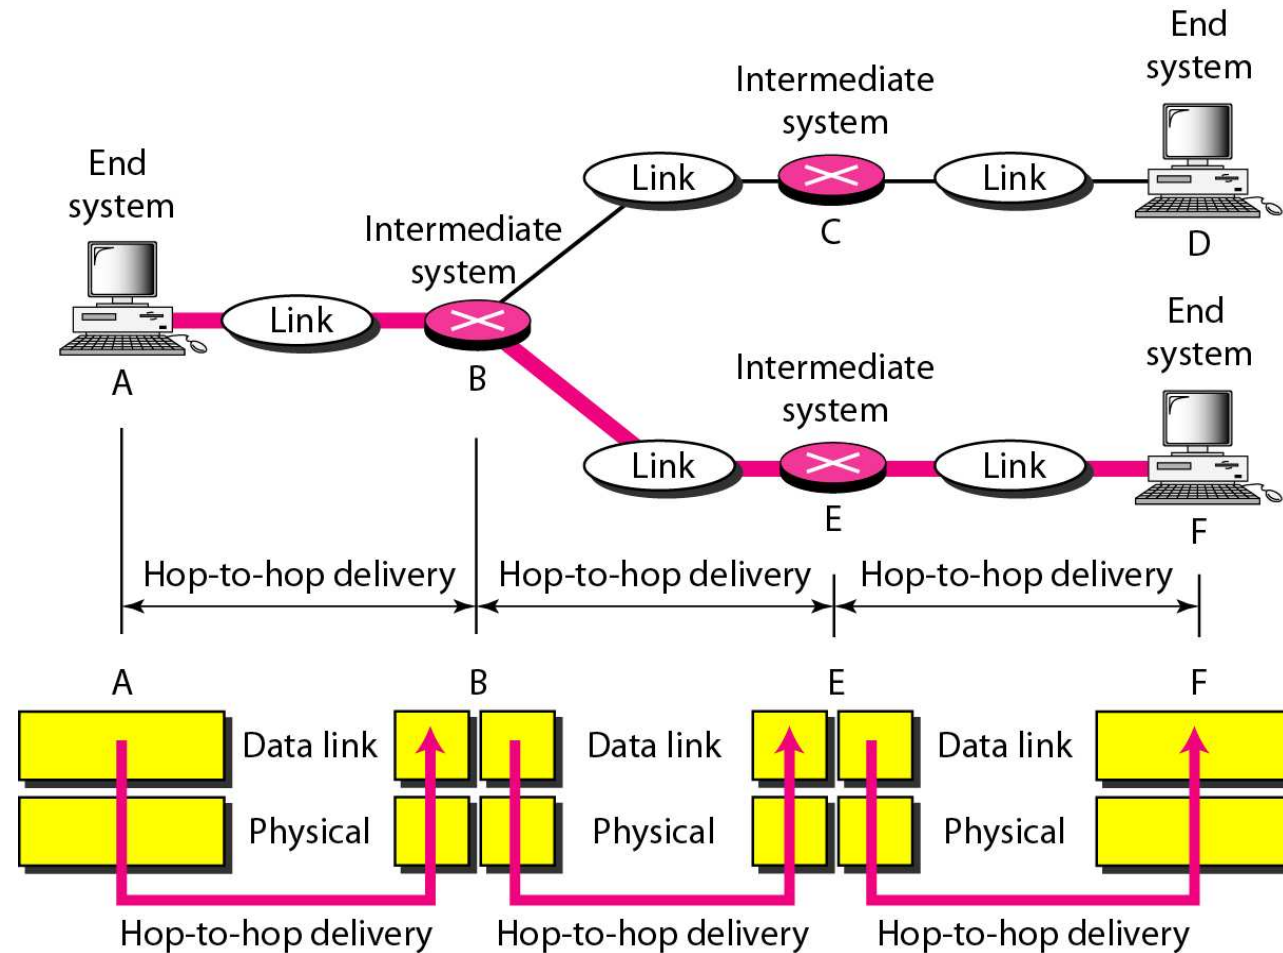 End
system
Intermediate
system
End
system
Link
Link
C
D
Intermediate
system
Link
A
B
End
system
Intermediate
system
Link
Link
E
F
Hop-to-hop delivery
Hop-to-hop delivery
Hop-to-hop delivery
A
B
E
F
Data link
Data link
Data link
Physical
Physical
Physical
Hop-to-hop delivery
Hop-to-hop delivery
Hop-to-hop delivery